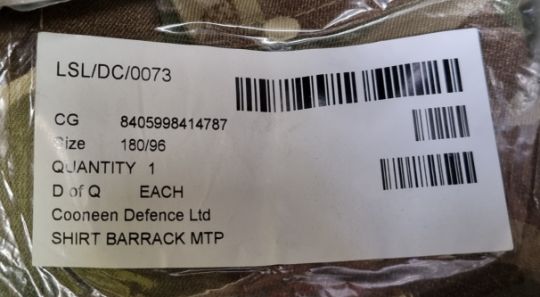 LSL/DC/0073
CG 8405998414787
Size 180/96
QUANTITY 1
D of Q EACH
Cooneen Defence Ltd
SHIRT BARRACK MTP